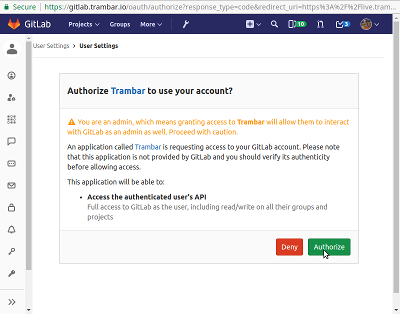 Secure https://gitlab.trambar.io/oauth/authorize?response_type=code&redirect_uri=https%3A%2F%2Flive.tram...
GitLab Projects Groups More 10 3
User Settings > User Settings
Authorize Trambar to use your account?
You are an admin, which means granting access to Trambar will allow them to interact
with GitLab as an admin as well. Proceed with caution.
An application called Trambar is requesting access to your GitLab account. Please note
that this application is not provided by GitLab and you should verify its authenticity
before allowing access.
This application will be able to:
• Access the authenticated user's API
Full access to GitLab as the user, including read/write on all their groups and
projects
Deny Authorize